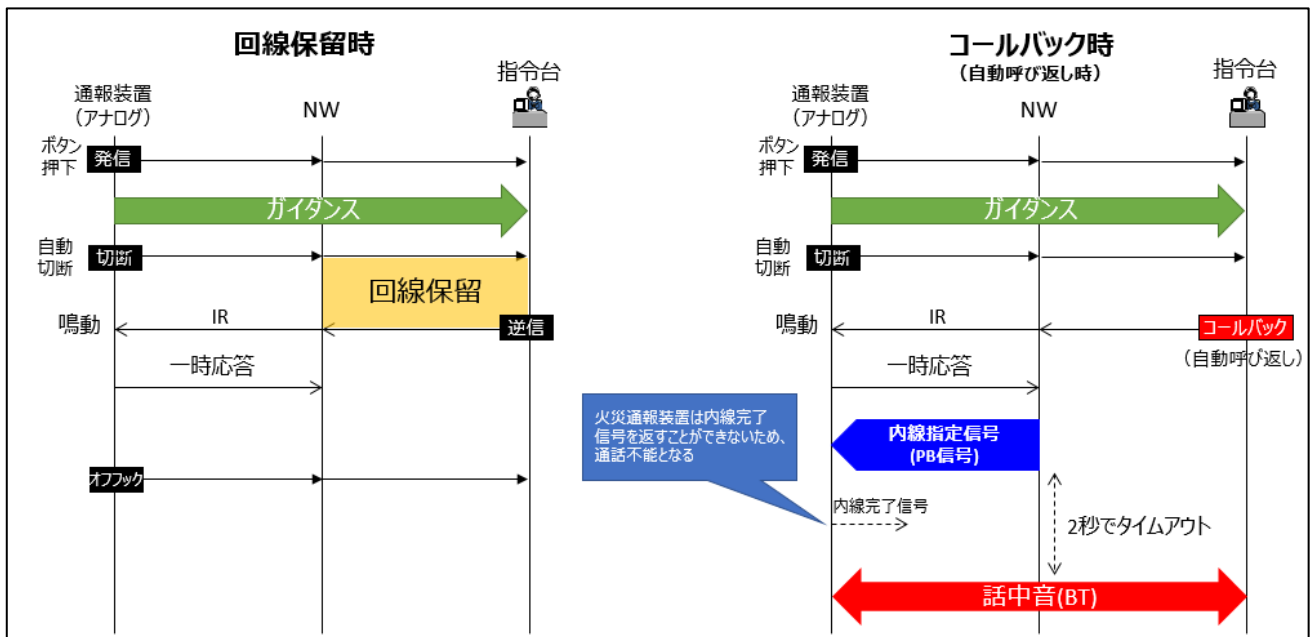 回線保留時
通報装置
（アナログ）
NW
指令台
ボタン
押下
発信
ガイダンス
自動
切断
切断
回線保留
鳴動
IR
逆信
一時応答
オフフック
コールバック時
（自動呼び返し時）
通報装置
（アナログ）
NW
指令台
ボタン
押下
発信
ガイダンス
自動
切断
切断
鳴動
IR
コールバック
（自動呼び返し）
一時応答
火災通報装置は内線完了
信号を返すことができないため、
通話不能となる
内線指定信号
(PB信号)
内線完了信号
2秒でタイムアウト
話中音(BT)